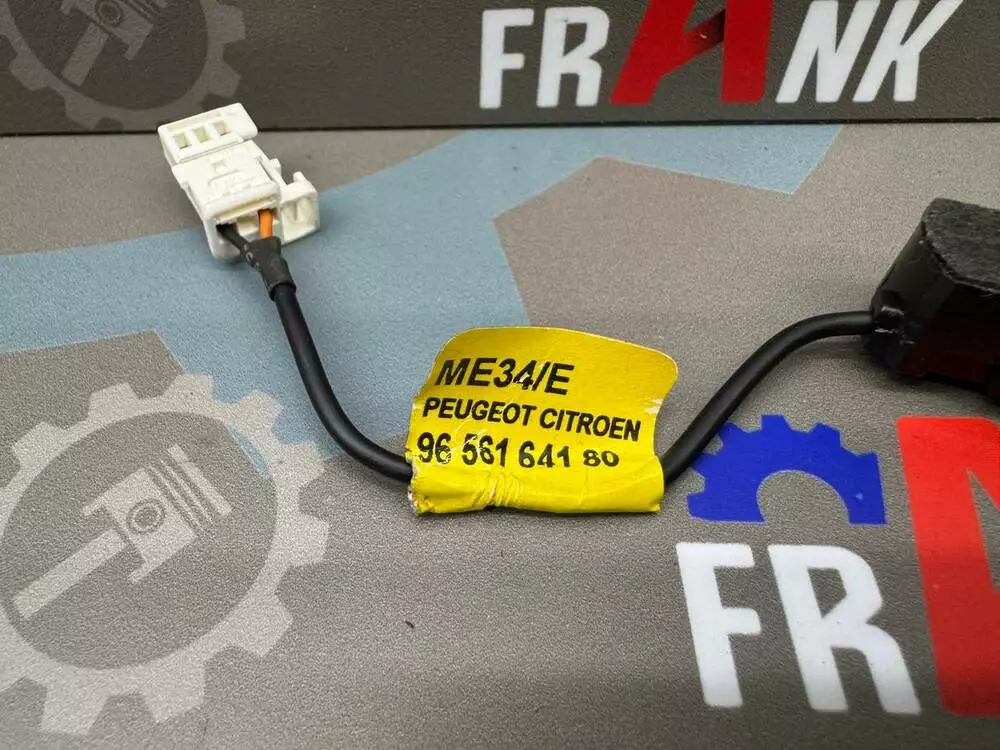 FRANK
ME34/E
PEUGEOT CITROEN
96 561 641 80
FR